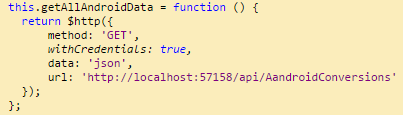 this.getAllAndroidData = function () {
return $http({
method: 'GET',
withCredentials: true,
data: 'json',
url: 'http://localhost:57158/api/AandroidConversions'
});
};